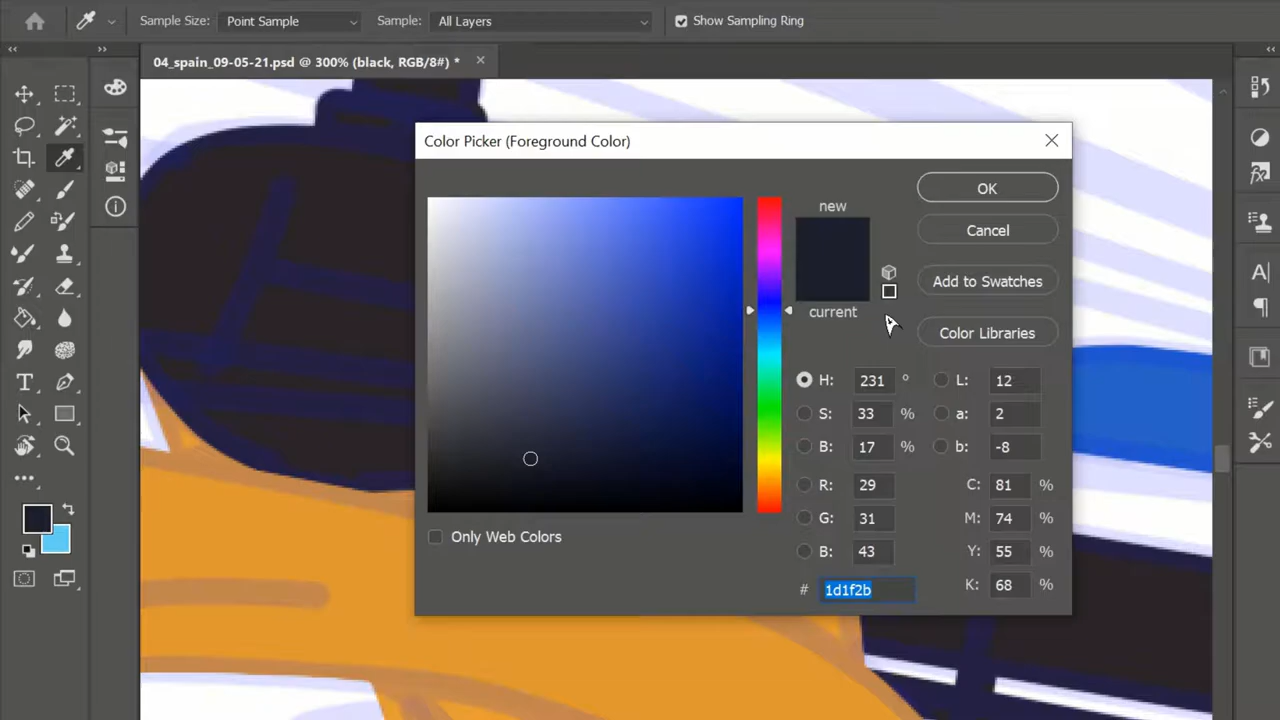 Sample Size: Point Sample Sample: All Layers Show Sampling Ring
04_spain_09-05-21.psd @ 300% (black, RGB/8#) *
Color Picker (Foreground Color)
new
OK
Cancel
Add to Swatches
current
Color Libraries
H: 231 ° L: 12
S: 33 % a: 2
B: 17 % b: -8
R: 29 C: 81 %
G: 31 M: 74 %
Only Web Colors
B: 43 Y: 55 %
# 1d1f2b K: 68 %